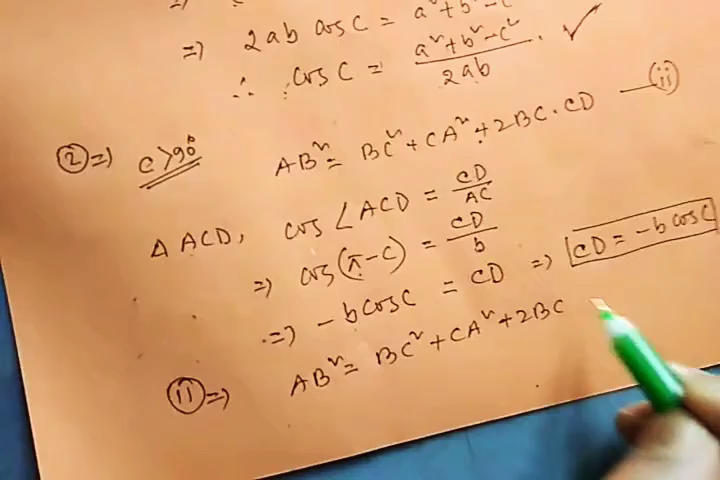 ⇒ 2ab cos C = a² + b² - c²
∴ cos C = (a² + b² - c²) / 2ab . ✓
② ⇒) C > 90° AB² = BC² + CA² + 2BC · CD — (ii)
Δ ACD, cos ∠ACD = CD / AC
⇒ cos(π - C) = CD / b
⇒ - b cos C = CD ⇒ CD = - b cos C
(ii) ⇒ AB² = BC² + CA² + 2BC